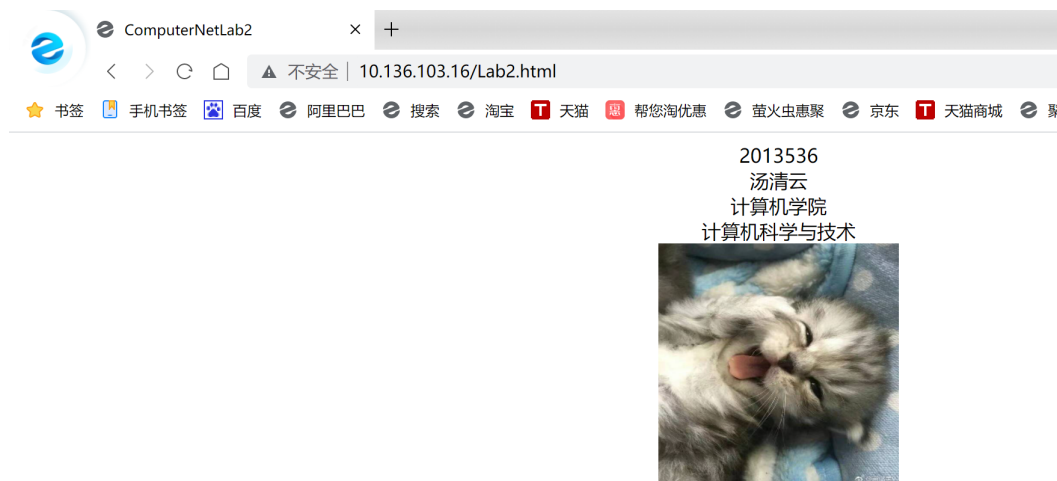 ComputerNetLab2
不安全 10.136.103.16/Lab2.html
书签 手机书签 百度 阿里巴巴 搜索 淘宝 T 天猫 惠 帮您淘优惠 萤火虫惠聚 京东 T 天猫商城
2013536
汤清云
计算机学院
计算机科学与技术